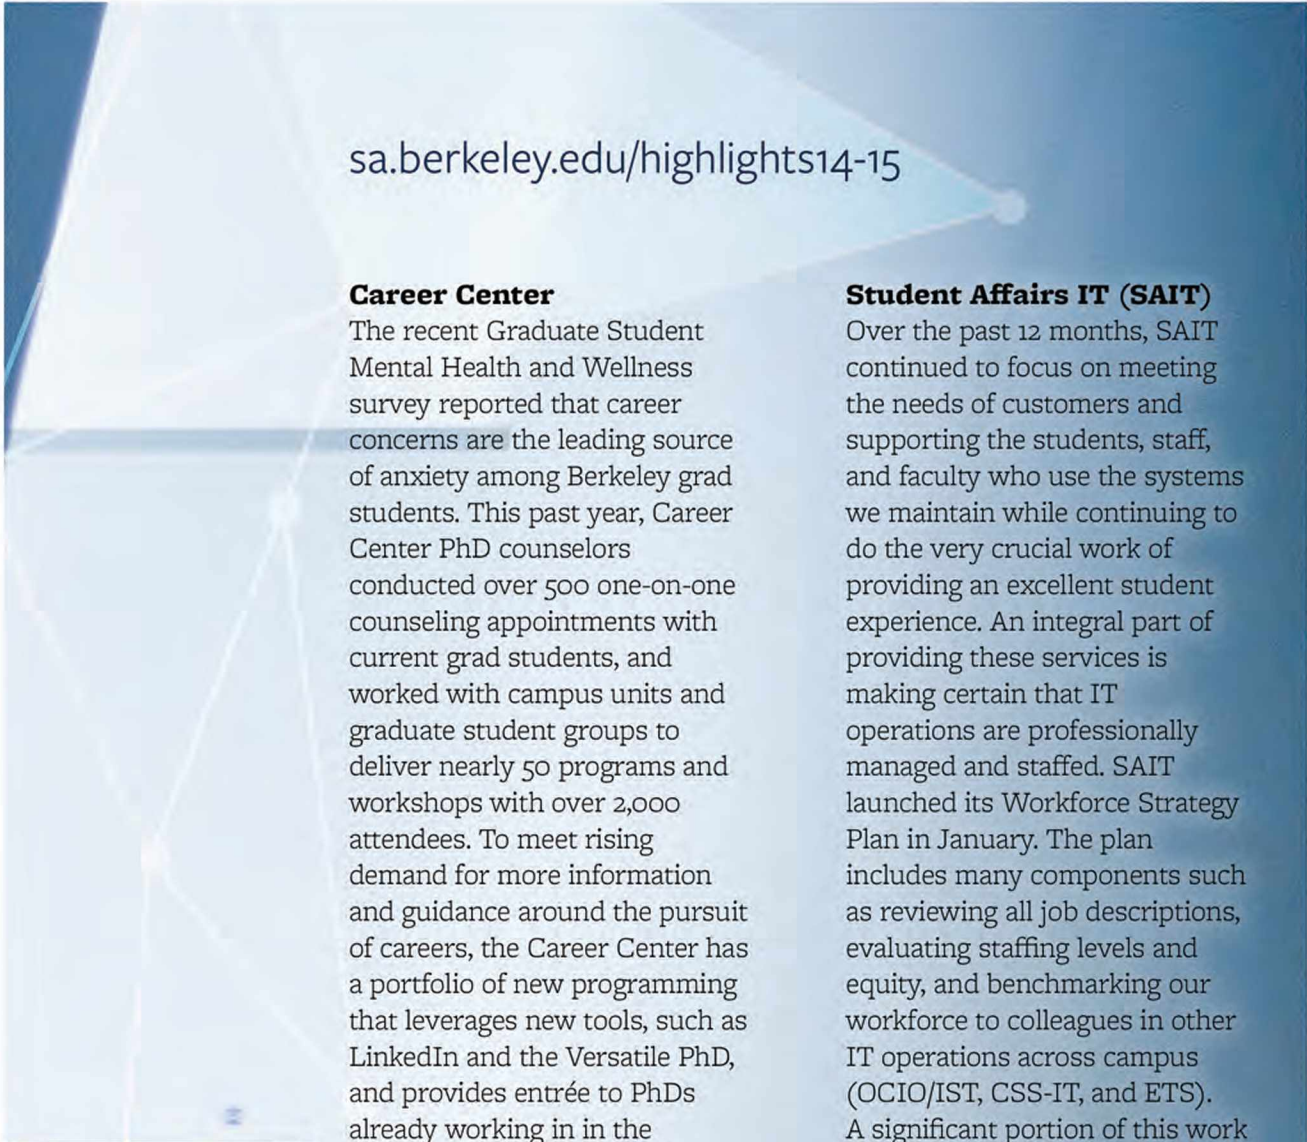 sa.berkeley.edu/highlights14-15
Career Center
The recent Graduate Student
Mental Health and Wellness
survey reported that career
concerns are the leading source
of anxiety among Berkeley grad
students. This past year, Career
Center PhD counselors
conducted over 500 one-on-one
counseling appointments with
current grad students, and
worked with campus units and
graduate student groups to
deliver nearly 50 programs and
workshops with over 2,000
attendees. To meet rising
demand for more information
and guidance around the pursuit
of careers, the Career Center has
a portfolio of new programming
that leverages new tools, such as
LinkedIn and the Versatile PhD,
and provides entrée to PhDs
already working in in the
Student Affairs IT (SAIT)
Over the past 12 months, SAIT
continued to focus on meeting
the needs of customers and
supporting the students, staff,
and faculty who use the systems
we maintain while continuing to
do the very crucial work of
providing an excellent student
experience. An integral part of
providing these services is
making certain that IT
operations are professionally
managed and staffed. SAIT
launched its Workforce Strategy
Plan in January. The plan
includes many components such
as reviewing all job descriptions,
evaluating staffing levels and
equity, and benchmarking our
workforce to colleagues in other
IT operations across campus
(OCIO/IST, CSS-IT, and ETS).
A significant portion of this work